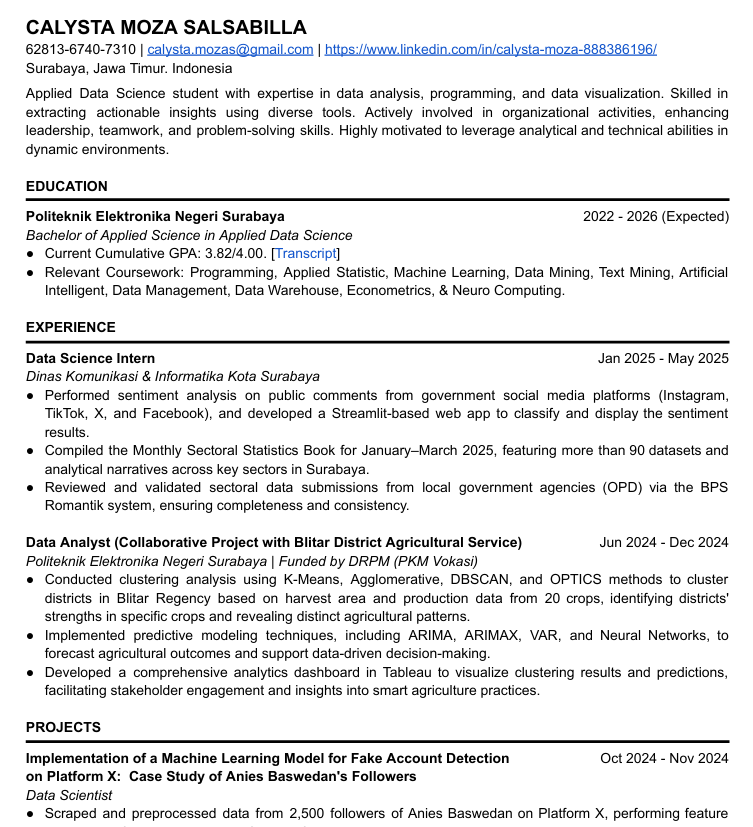 CALYSTA MOZA SALSABILLA
62813-6740-7310 | calysta.mozas@gmail.com | https://www.linkedin.com/in/calysta-moza-888386196/
Surabaya, Jawa Timur. Indonesia
Applied Data Science student with expertise in data analysis, programming, and data visualization. Skilled in
extracting actionable insights using diverse tools. Actively involved in organizational activities, enhancing
leadership, teamwork, and problem-solving skills. Highly motivated to leverage analytical and technical abilities in
dynamic environments.
EDUCATION
Politeknik Elektronika Negeri Surabaya 2022 - 2026 (Expected)
Bachelor of Applied Science in Applied Data Science
● Current Cumulative GPA: 3.82/4.00. [Transcript]
● Relevant Coursework: Programming, Applied Statistic, Machine Learning, Data Mining, Text Mining, Artificial
Intelligent, Data Management, Data Warehouse, Econometrics, & Neuro Computing.
EXPERIENCE
Data Science Intern Jan 2025 - May 2025
Dinas Komunikasi & Informatika Kota Surabaya
● Performed sentiment analysis on public comments from government social media platforms (Instagram,
TikTok, X, and Facebook), and developed a Streamlit-based web app to classify and display the sentiment
results.
● Compiled the Monthly Sectoral Statistics Book for January–March 2025, featuring more than 90 datasets and
analytical narratives across key sectors in Surabaya.
● Reviewed and validated sectoral data submissions from local government agencies (OPD) via the BPS
Romantik system, ensuring completeness and consistency.
Data Analyst (Collaborative Project with Blitar District Agricultural Service) Jun 2024 - Dec 2024
Politeknik Elektronika Negeri Surabaya | Funded by DRPM (PKM Vokasi)
● Conducted clustering analysis using K-Means, Agglomerative, DBSCAN, and OPTICS methods to cluster
districts in Blitar Regency based on harvest area and production data from 20 crops, identifying districts'
strengths in specific crops and revealing distinct agricultural patterns.
● Implemented predictive modeling techniques, including ARIMA, ARIMAX, VAR, and Neural Networks, to
forecast agricultural outcomes and support data-driven decision-making.
● Developed a comprehensive analytics dashboard in Tableau to visualize clustering results and predictions,
facilitating stakeholder engagement and insights into smart agriculture practices.
PROJECTS
Implementation of a Machine Learning Model for Fake Account Detection Oct 2024 - Nov 2024
on Platform X: Case Study of Anies Baswedan's Followers
Data Scientist
● Scraped and preprocessed data from 2,500 followers of Anies Baswedan on Platform X, performing feature